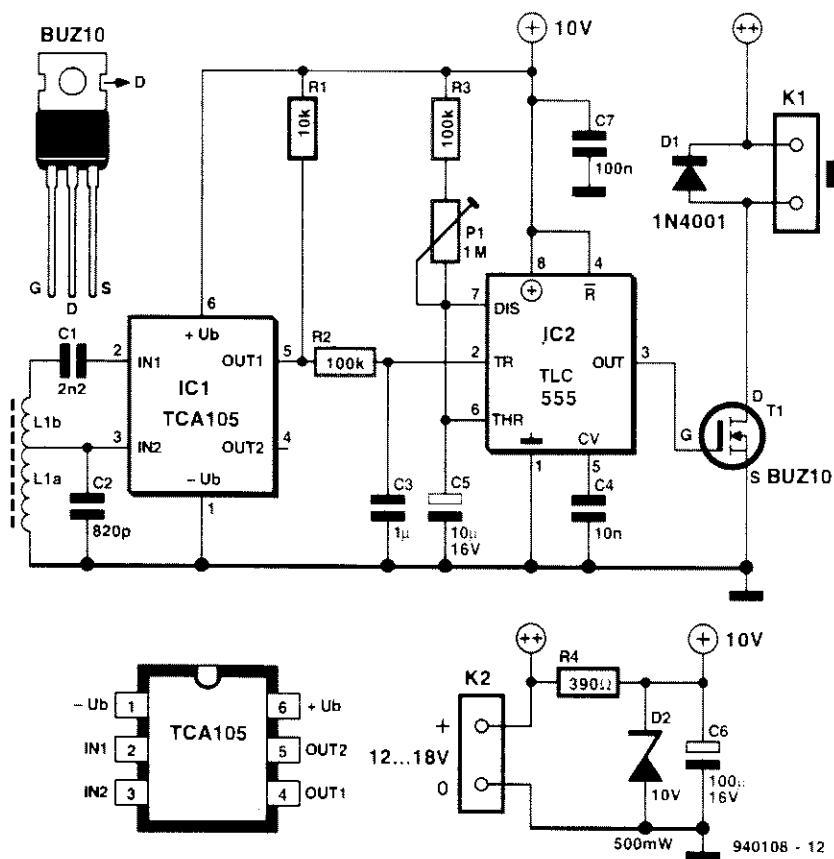 BUZ10
D
G
D
S
++
+ 10V
K1
R1
10k
R3
100k
C7
100n
D1
1N4001
P1
1M
6
+ Ub
C1
2n2
2
IN1
OUT1
5
R2
100k
IC1
TCA105
3
IN2
OUT2
4
– Ub
1
L1b
L1a
C2
820p
8
4
+
R
7
DIS
IC2
2
TR
OUT
3
TLC
555
6
THR
CV
1
5
C3
1µ
C5
10µ
16V
C4
10n
D
T1
G
S
BUZ10
TCA105
– Ub
1
6
+ Ub
IN1
2
5
OUT2
IN2
3
4
OUT1
++
+ 10V
R4
390Ω
K2
+
12...18V
0
D2
10V
500mW
C6
100µ
16V
940108 - 12